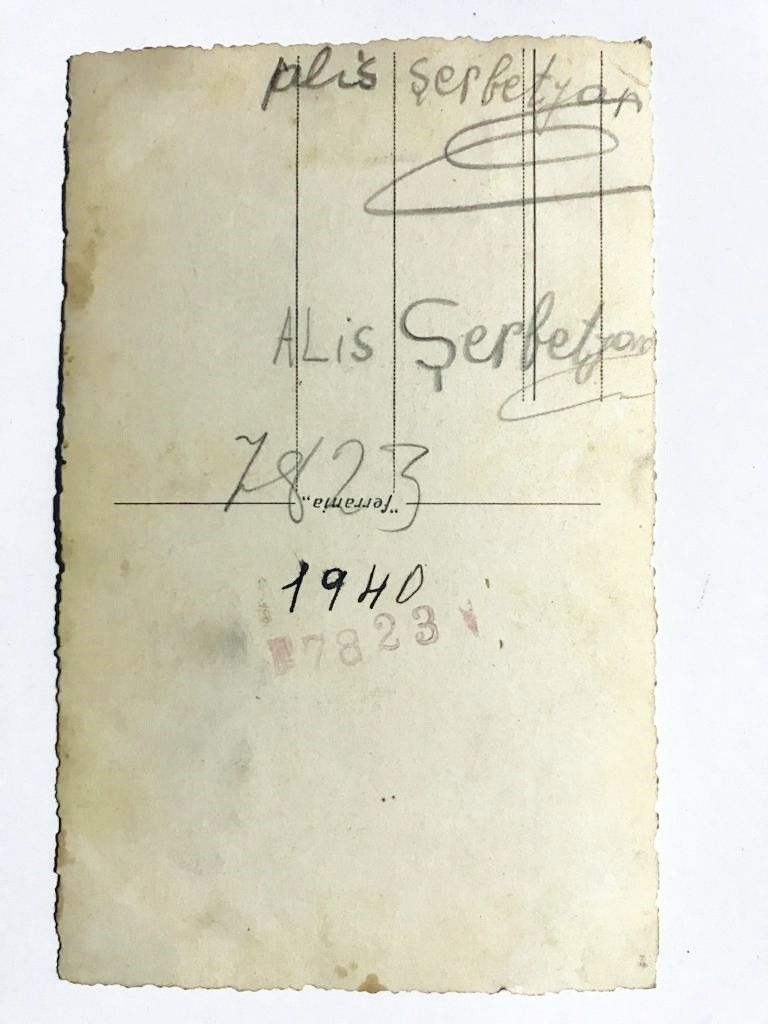 Alis Şerbetyan
ALis Şerbetyan
7823
"ferrania"
1940
7823